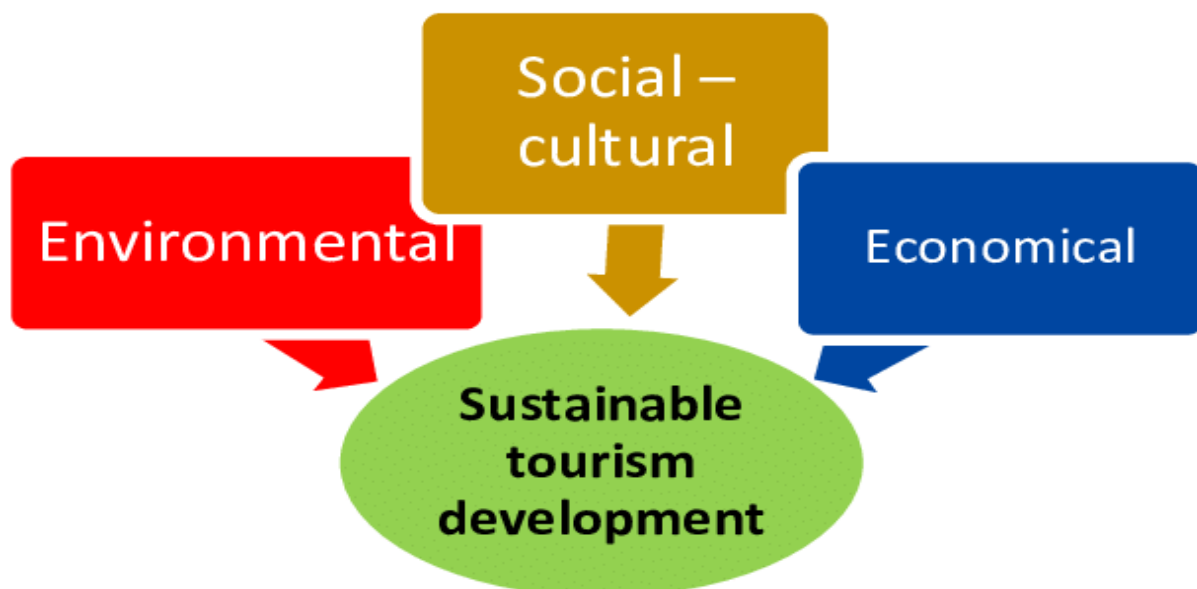 Social –
cultural
Environmental
Economical
Sustainable
tourism
development